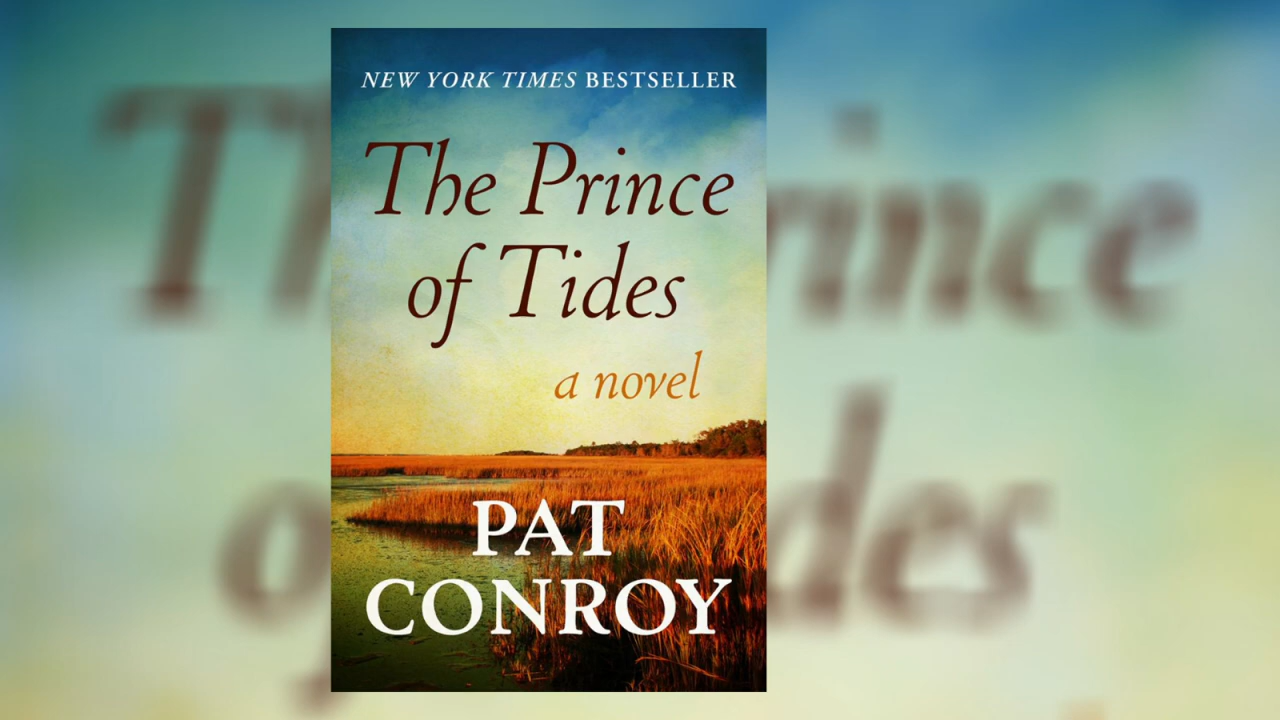 NEW YORK TIMES BESTSELLER
The Prince
of Tides
a novel
PAT
CONROY